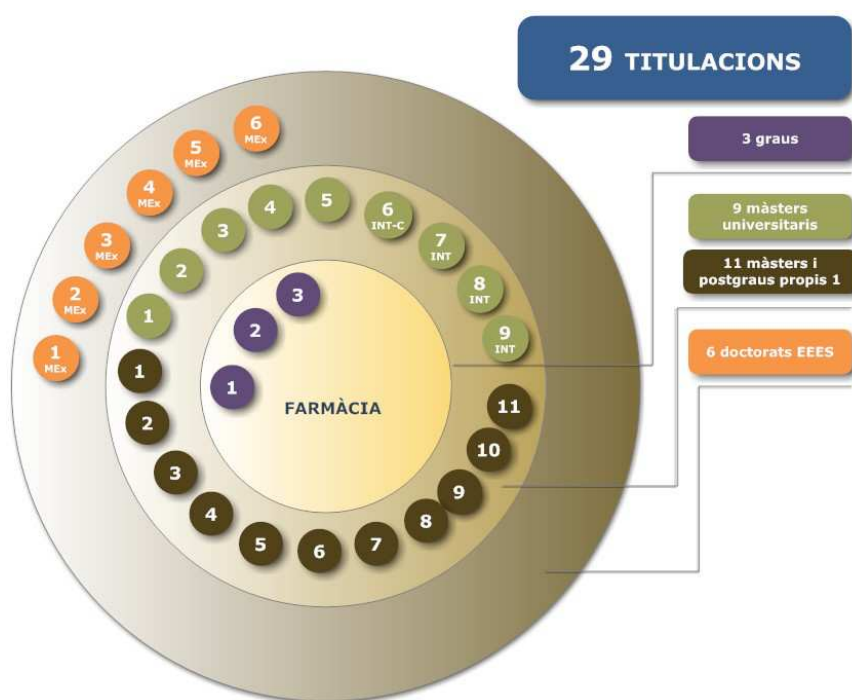 29 TITULACIONS
3 graus
9 màsters
universitaris
11 màsters i
postgraus propis 1
6 doctorats EEES
6
MEx
5
MEx
4
MEx
3
MEx
2
MEx
1
MEx
1
2
3
4
5
6
INT-C
7
INT
8
INT
9
INT
3
2
1
FARMÀCIA
1
2
3
4
5
6
7
8
9
10
11